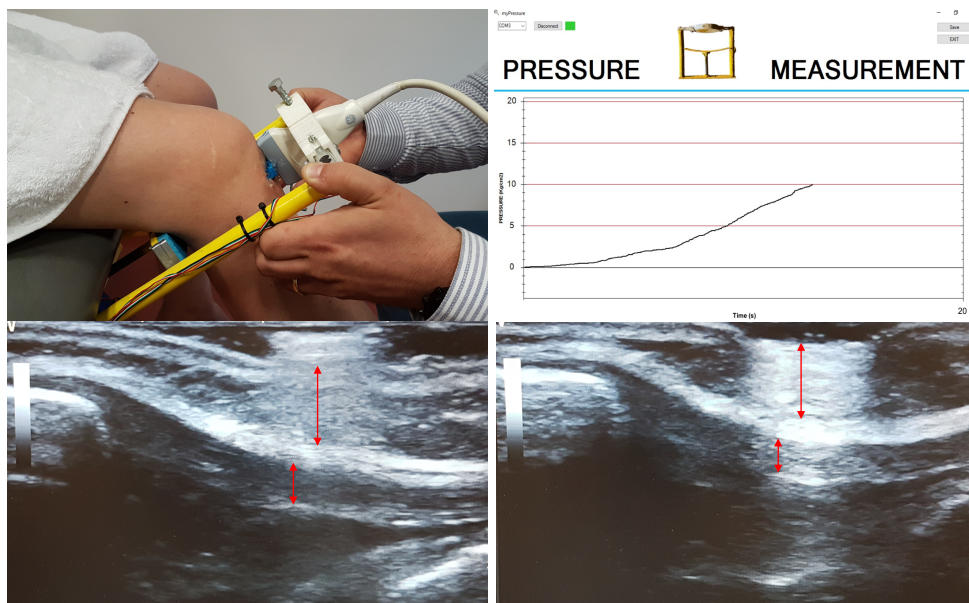 myPressure
COM3
Disconnect
Save
EXIT
PRESSURE MEASUREMENT
20
15
10
5
0
PRESSURE (Kg/cm2)
Time (s)
20